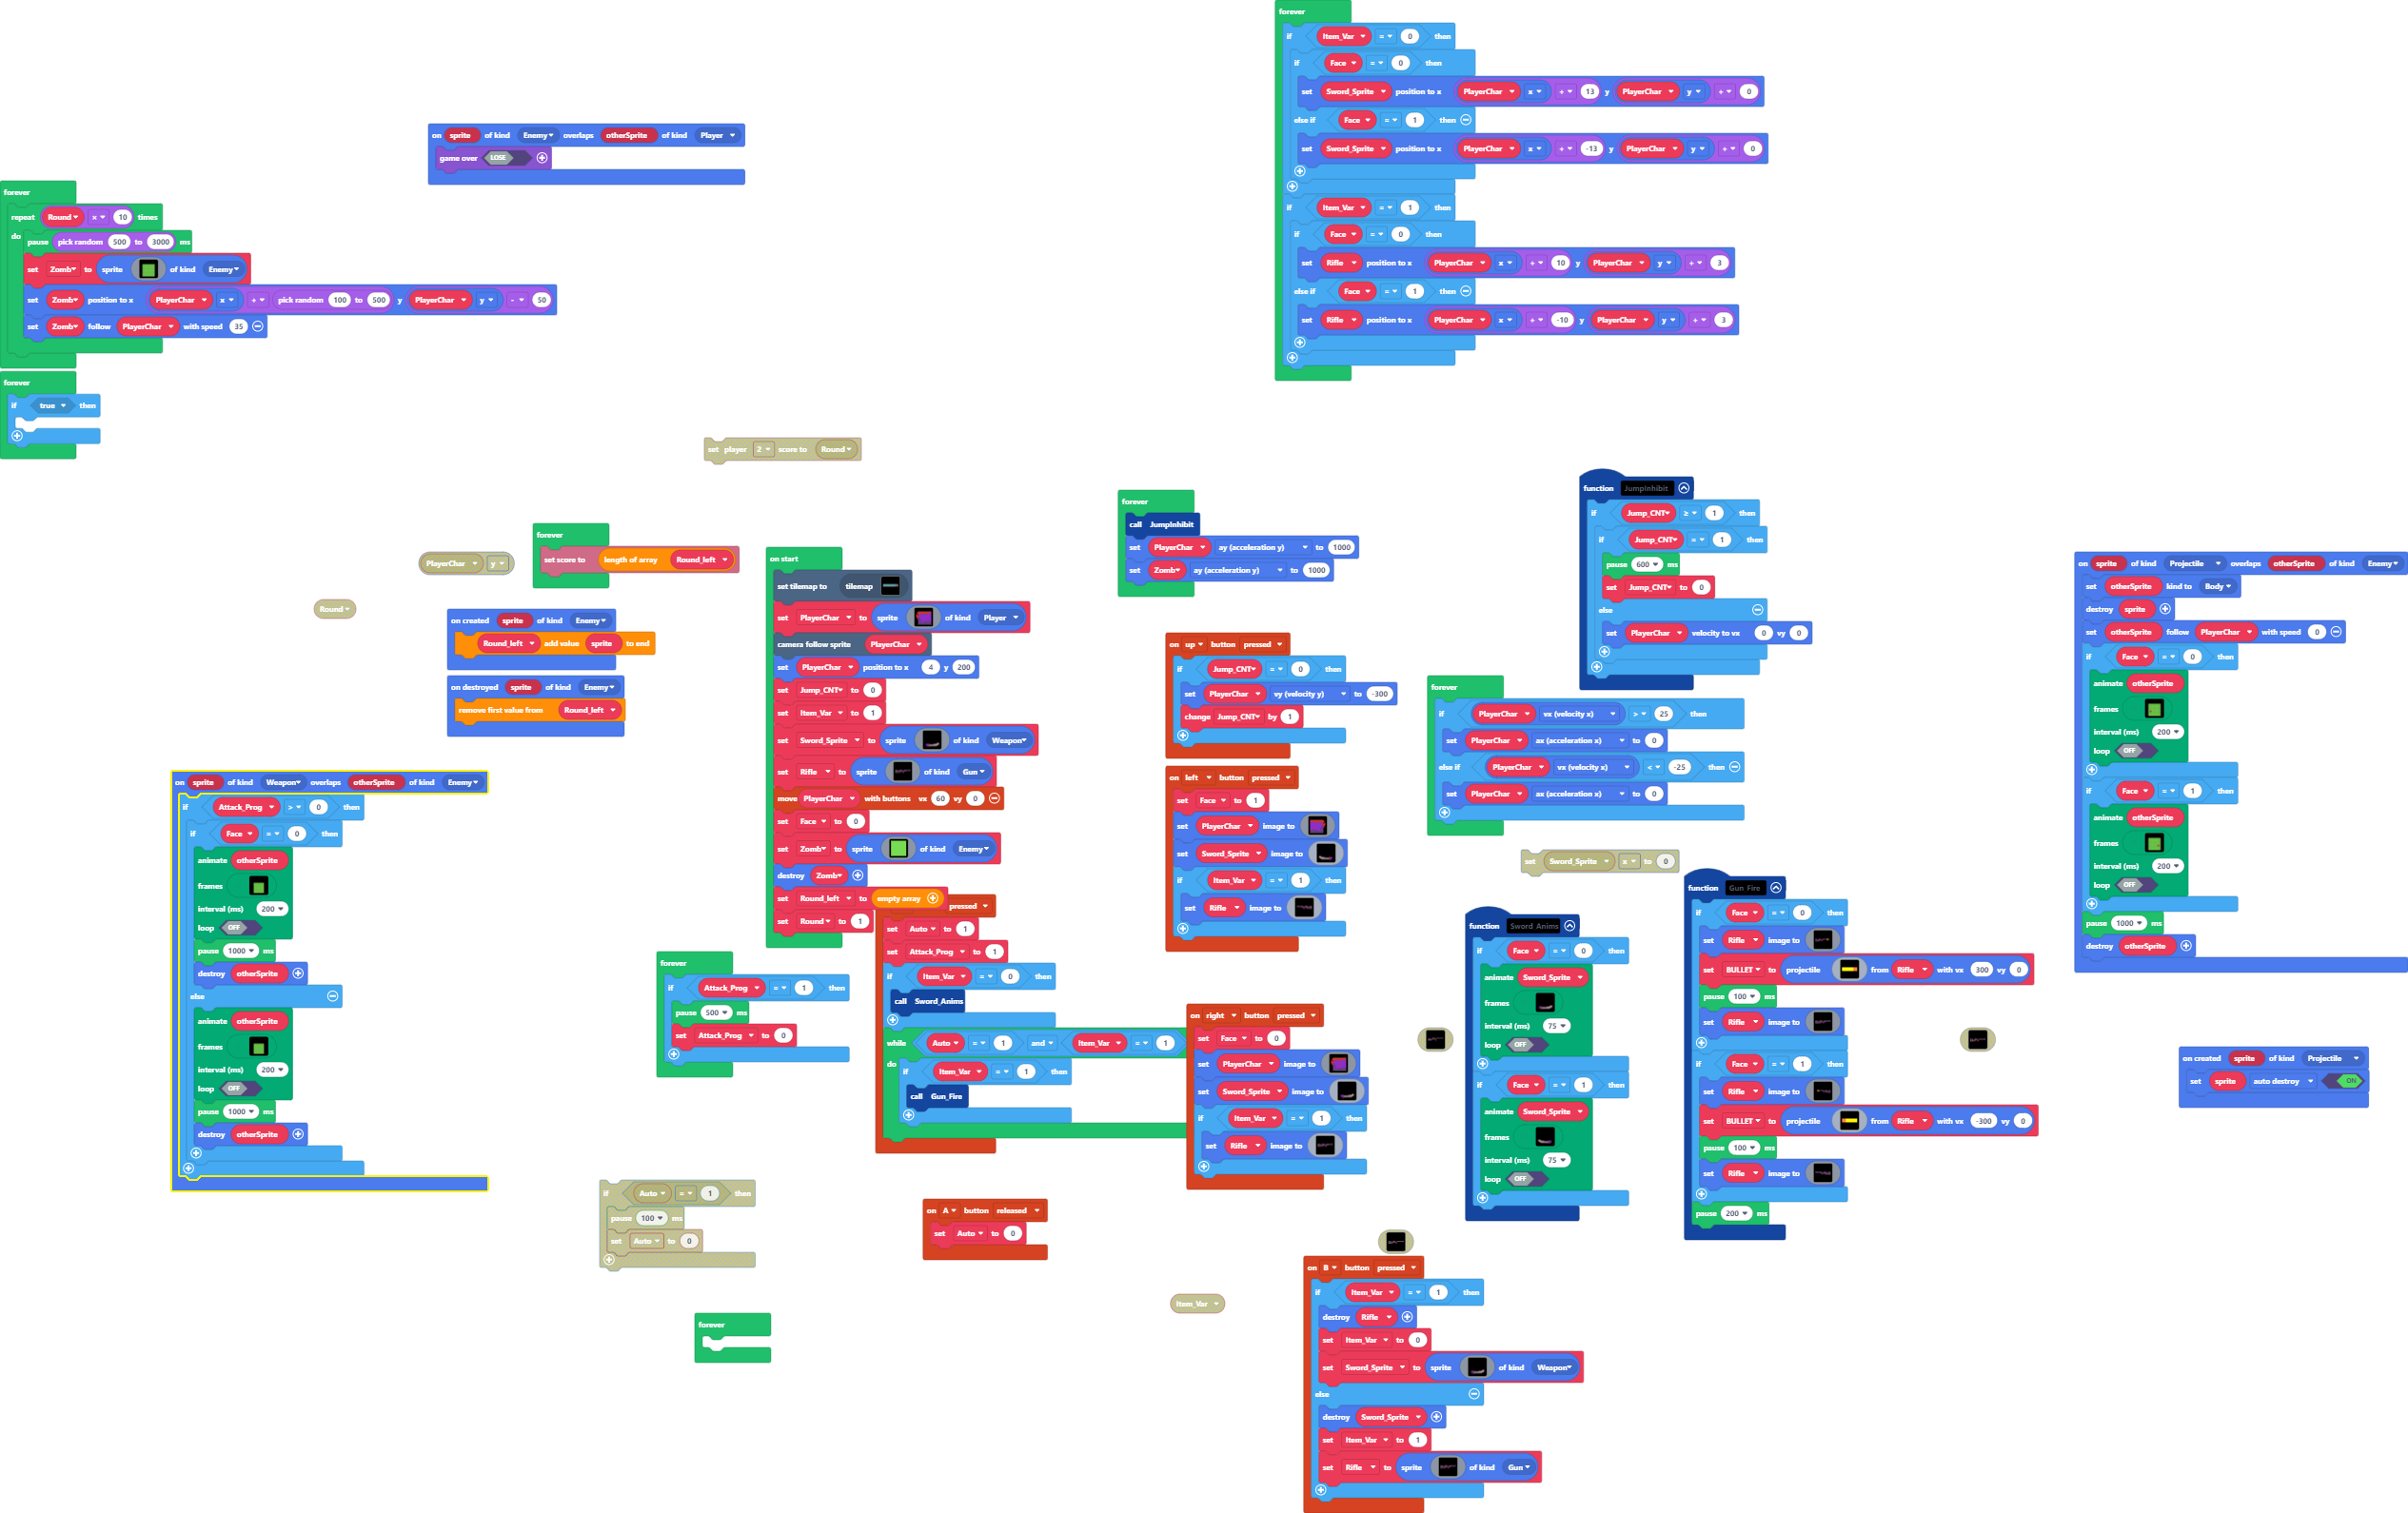 forever
if Item_Var = 0 then
if Face = 0 then
set Sword_Sprite position to x PlayerChar x + 13 y PlayerChar y + 0
else if Face = 1 then
set Sword_Sprite position to x PlayerChar x + -13 y PlayerChar y + 0
if Item_Var = 1 then
if Face = 0 then
set Rifle position to x PlayerChar x + 10 y PlayerChar y + 3
else if Face = 1 then
set Rifle position to x PlayerChar x + -10 y PlayerChar y + 3
on sprite of kind Enemy overlaps otherSprite of kind Player
game over LOSE
forever
repeat Round x 10 times
do
pause pick random 500 to 3000 ms
set Zomb to sprite of kind Enemy
set Zomb position to x PlayerChar x + pick random 100 to 500 y PlayerChar y - 50
set Zomb follow PlayerChar with speed 35
forever
if true then
set player 2 score to Round
PlayerChar y
forever
set score to length of array Round_left
Round
on created sprite of kind Enemy
Round_left add value sprite to end
on destroyed sprite of kind Enemy
remove first value from Round_left
on start
set tilemap to tilemap
set PlayerChar to sprite of kind Player
camera follow sprite PlayerChar
set PlayerChar position to x 4 y 200
set Jump_CNT to 0
set Item_Var to 1
set Sword_Sprite to sprite of kind Weapon
set Rifle to sprite of kind Gun
move PlayerChar with buttons vx 60 vy 0
set Face to 0
set Zomb to sprite of kind Enemy
destroy Zomb
set Round_left to empty array
set Round to 1
forever
call JumpInhibit
set PlayerChar ay (acceleration y) to 1000
set Zomb ay (acceleration y) to 1000
function JumpInhibit
if Jump_CNT ≥ 1 then
if Jump_CNT = 1 then
pause 600 ms
set Jump_CNT to 0
else
set PlayerChar velocity to vx 0 vy 0
on up button pressed
if Jump_CNT = 0 then
set PlayerChar vy (velocity y) to -300
change Jump_CNT by 1
on left button pressed
set Face to 1
set PlayerChar image to
set Sword_Sprite image to
if Item_Var = 1 then
set Rifle image to
forever
if PlayerChar vx (velocity x) > 25 then
set PlayerChar ax (acceleration x) to 0
else if PlayerChar vx (velocity x) < -25 then
set PlayerChar ax (acceleration x) to 0
set Sword_Sprite x to 0
on sprite of kind Projectile overlaps otherSprite of kind Enemy
set otherSprite kind to Body
destroy sprite
set otherSprite follow PlayerChar with speed 0
if Face = 0 then
animate otherSprite
frames
interval (ms) 200
loop OFF
if Face = 1 then
animate otherSprite
frames
interval (ms) 200
loop OFF
pause 1000 ms
destroy otherSprite
on sprite of kind Weapon overlaps otherSprite of kind Enemy
if Attack_Prog > 0 then
if Face = 0 then
animate otherSprite
frames
interval (ms) 200
loop OFF
pause 1000 ms
destroy otherSprite
else
animate otherSprite
frames
interval (ms) 200
loop OFF
pause 1000 ms
destroy otherSprite
forever
if Attack_Prog = 1 then
pause 500 ms
set Attack_Prog to 0
pressed
set Auto to 1
set Attack_Prog to 1
if Item_Var = 0 then
call Sword_Anims
while Auto = 1 and Item_Var = 1
do
if Item_Var = 1 then
call Gun_Fire
on right button pressed
set Face to 0
set PlayerChar image to
set Sword_Sprite image to
if Item_Var = 1 then
set Rifle image to
function Sword_Anims
if Face = 0 then
animate Sword_Sprite
frames
interval (ms) 75
loop OFF
if Face = 1 then
animate Sword_Sprite
frames
interval (ms) 75
loop OFF
function Gun_Fire
if Face = 0 then
set Rifle image to
set BULLET to projectile from Rifle with vx 300 vy 0
pause 100 ms
set Rifle image to
if Face = 1 then
set Rifle image to
set BULLET to projectile from Rifle with vx -300 vy 0
pause 100 ms
set Rifle image to
pause 200 ms
on created sprite of kind Projectile
set sprite auto destroy ON
if Auto = 1 then
pause 100 ms
set Auto to 0
on A button released
set Auto to 0
forever
Item_Var
on B button pressed
if Item_Var = 1 then
destroy Rifle
set Item_Var to 0
set Sword_Sprite to sprite of kind Weapon
else
destroy Sword_Sprite
set Item_Var to 1
set Rifle to sprite of kind Gun